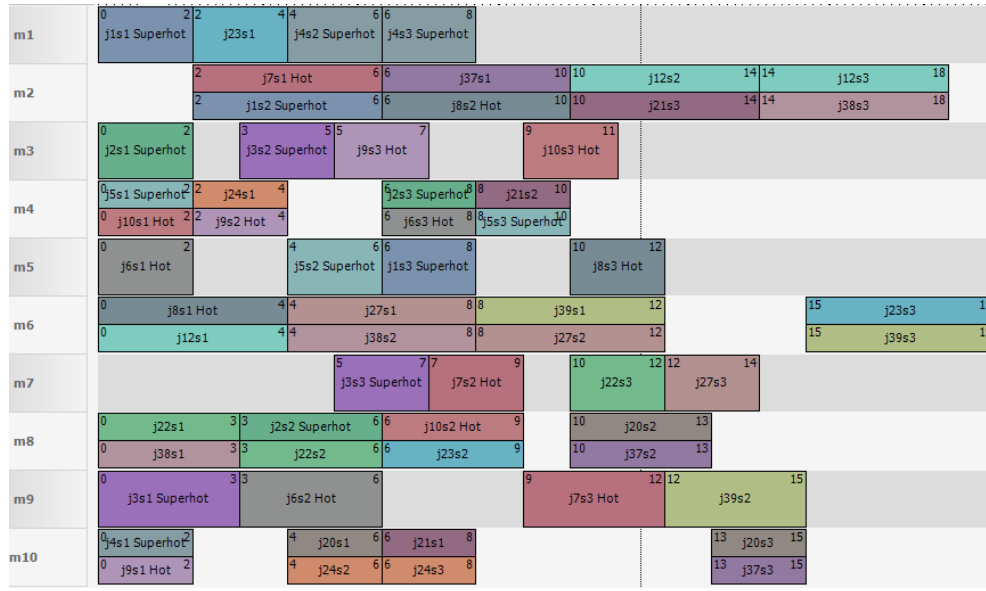 m1 0 j1s1 Superhot 2 2 j23s1 4 4 j4s2 Superhot 6 6 j4s3 Superhot 8
2 j7s1 Hot 6 6 j37s1 10 10 j12s2 14 14 j12s3 18
m2
2 j1s2 Superhot 6 6 j8s2 Hot 10 10 j21s3 14 14 j38s3 18
m3 0 j2s1 Superhot 2 3 j3s2 Superhot 5 5 j9s3 Hot 7 9 j10s3 Hot 11
0 j5s1 Superhot 2 2 j24s1 4 6 j2s3 Superhot 8 8 j21s2 10
m4
0 j10s1 Hot 2 2 j9s2 Hot 4 6 j6s3 Hot 8 8 j5s3 Superhot 10
m5 0 j6s1 Hot 2 4 j5s2 Superhot 6 6 j1s3 Superhot 8 10 j8s3 Hot 12
0 j8s1 Hot 4 4 j27s1 8 8 j39s1 12 15 j23s3 1
m6
0 j12s1 4 4 j38s2 8 8 j27s2 12 15 j39s3 1
m7 5 j3s3 Superhot 7 7 j7s2 Hot 9 10 j22s3 12 12 j27s3 14
0 j22s1 3 3 j2s2 Superhot 6 6 j10s2 Hot 9 10 j20s2 13
m8
0 j38s1 3 3 j22s2 6 6 j23s2 9 10 j37s2 13
m9 0 j3s1 Superhot 3 3 j6s2 Hot 6 9 j7s3 Hot 12 12 j39s2 15
0 j4s1 Superhot 2 4 j20s1 6 6 j21s1 8 13 j20s3 15
m10
0 j9s1 Hot 2 4 j24s2 6 6 j24s3 8 13 j37s3 15